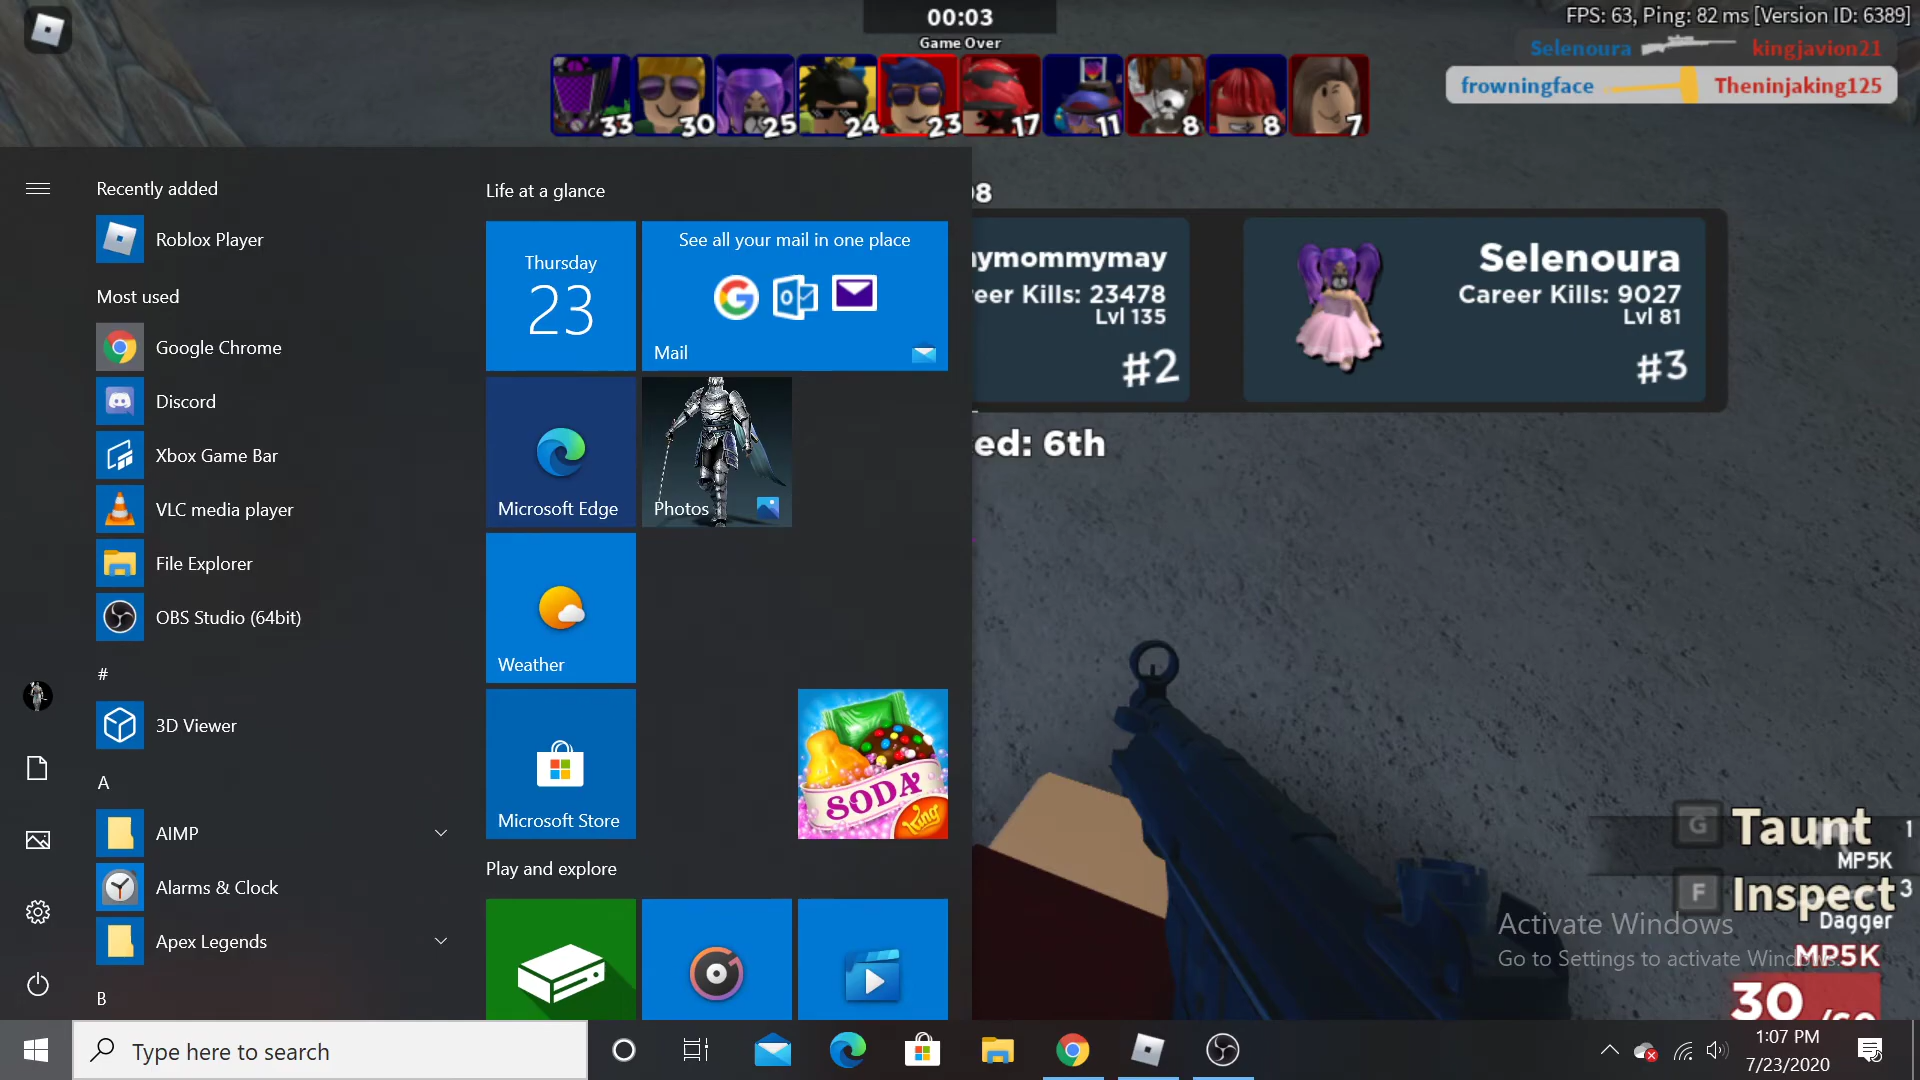 00:03
Game Over
FPS: 63, Ping: 82 ms [Version ID: 6389]
Selenoura kingjavion21
frowningface Theninjaking125
33 30 25 24 23 17 11 8 8 7
Recently added
Roblox Player
Most used
Google Chrome
Discord
Xbox Game Bar
VLC media player
File Explorer
OBS Studio (64bit)
#
3D Viewer
A
AIMP
Alarms & Clock
Apex Legends
B
Life at a glance
Thursday
23
See all your mail in one place
Mail
Microsoft Edge
Photos
Weather
Microsoft Store
SODA
King
Play and explore
mommymay
eer Kills: 23478
Lvl 135
#2
Selenoura
Career Kills: 9027
Lvl 81
#3
ed: 6th
G Taunt 1
MP5K
F Inspect 3
Dagger
Activate Windows
Go to Settings to activate Windows.
MP5K
30
Type here to search
1:07 PM
7/23/2020